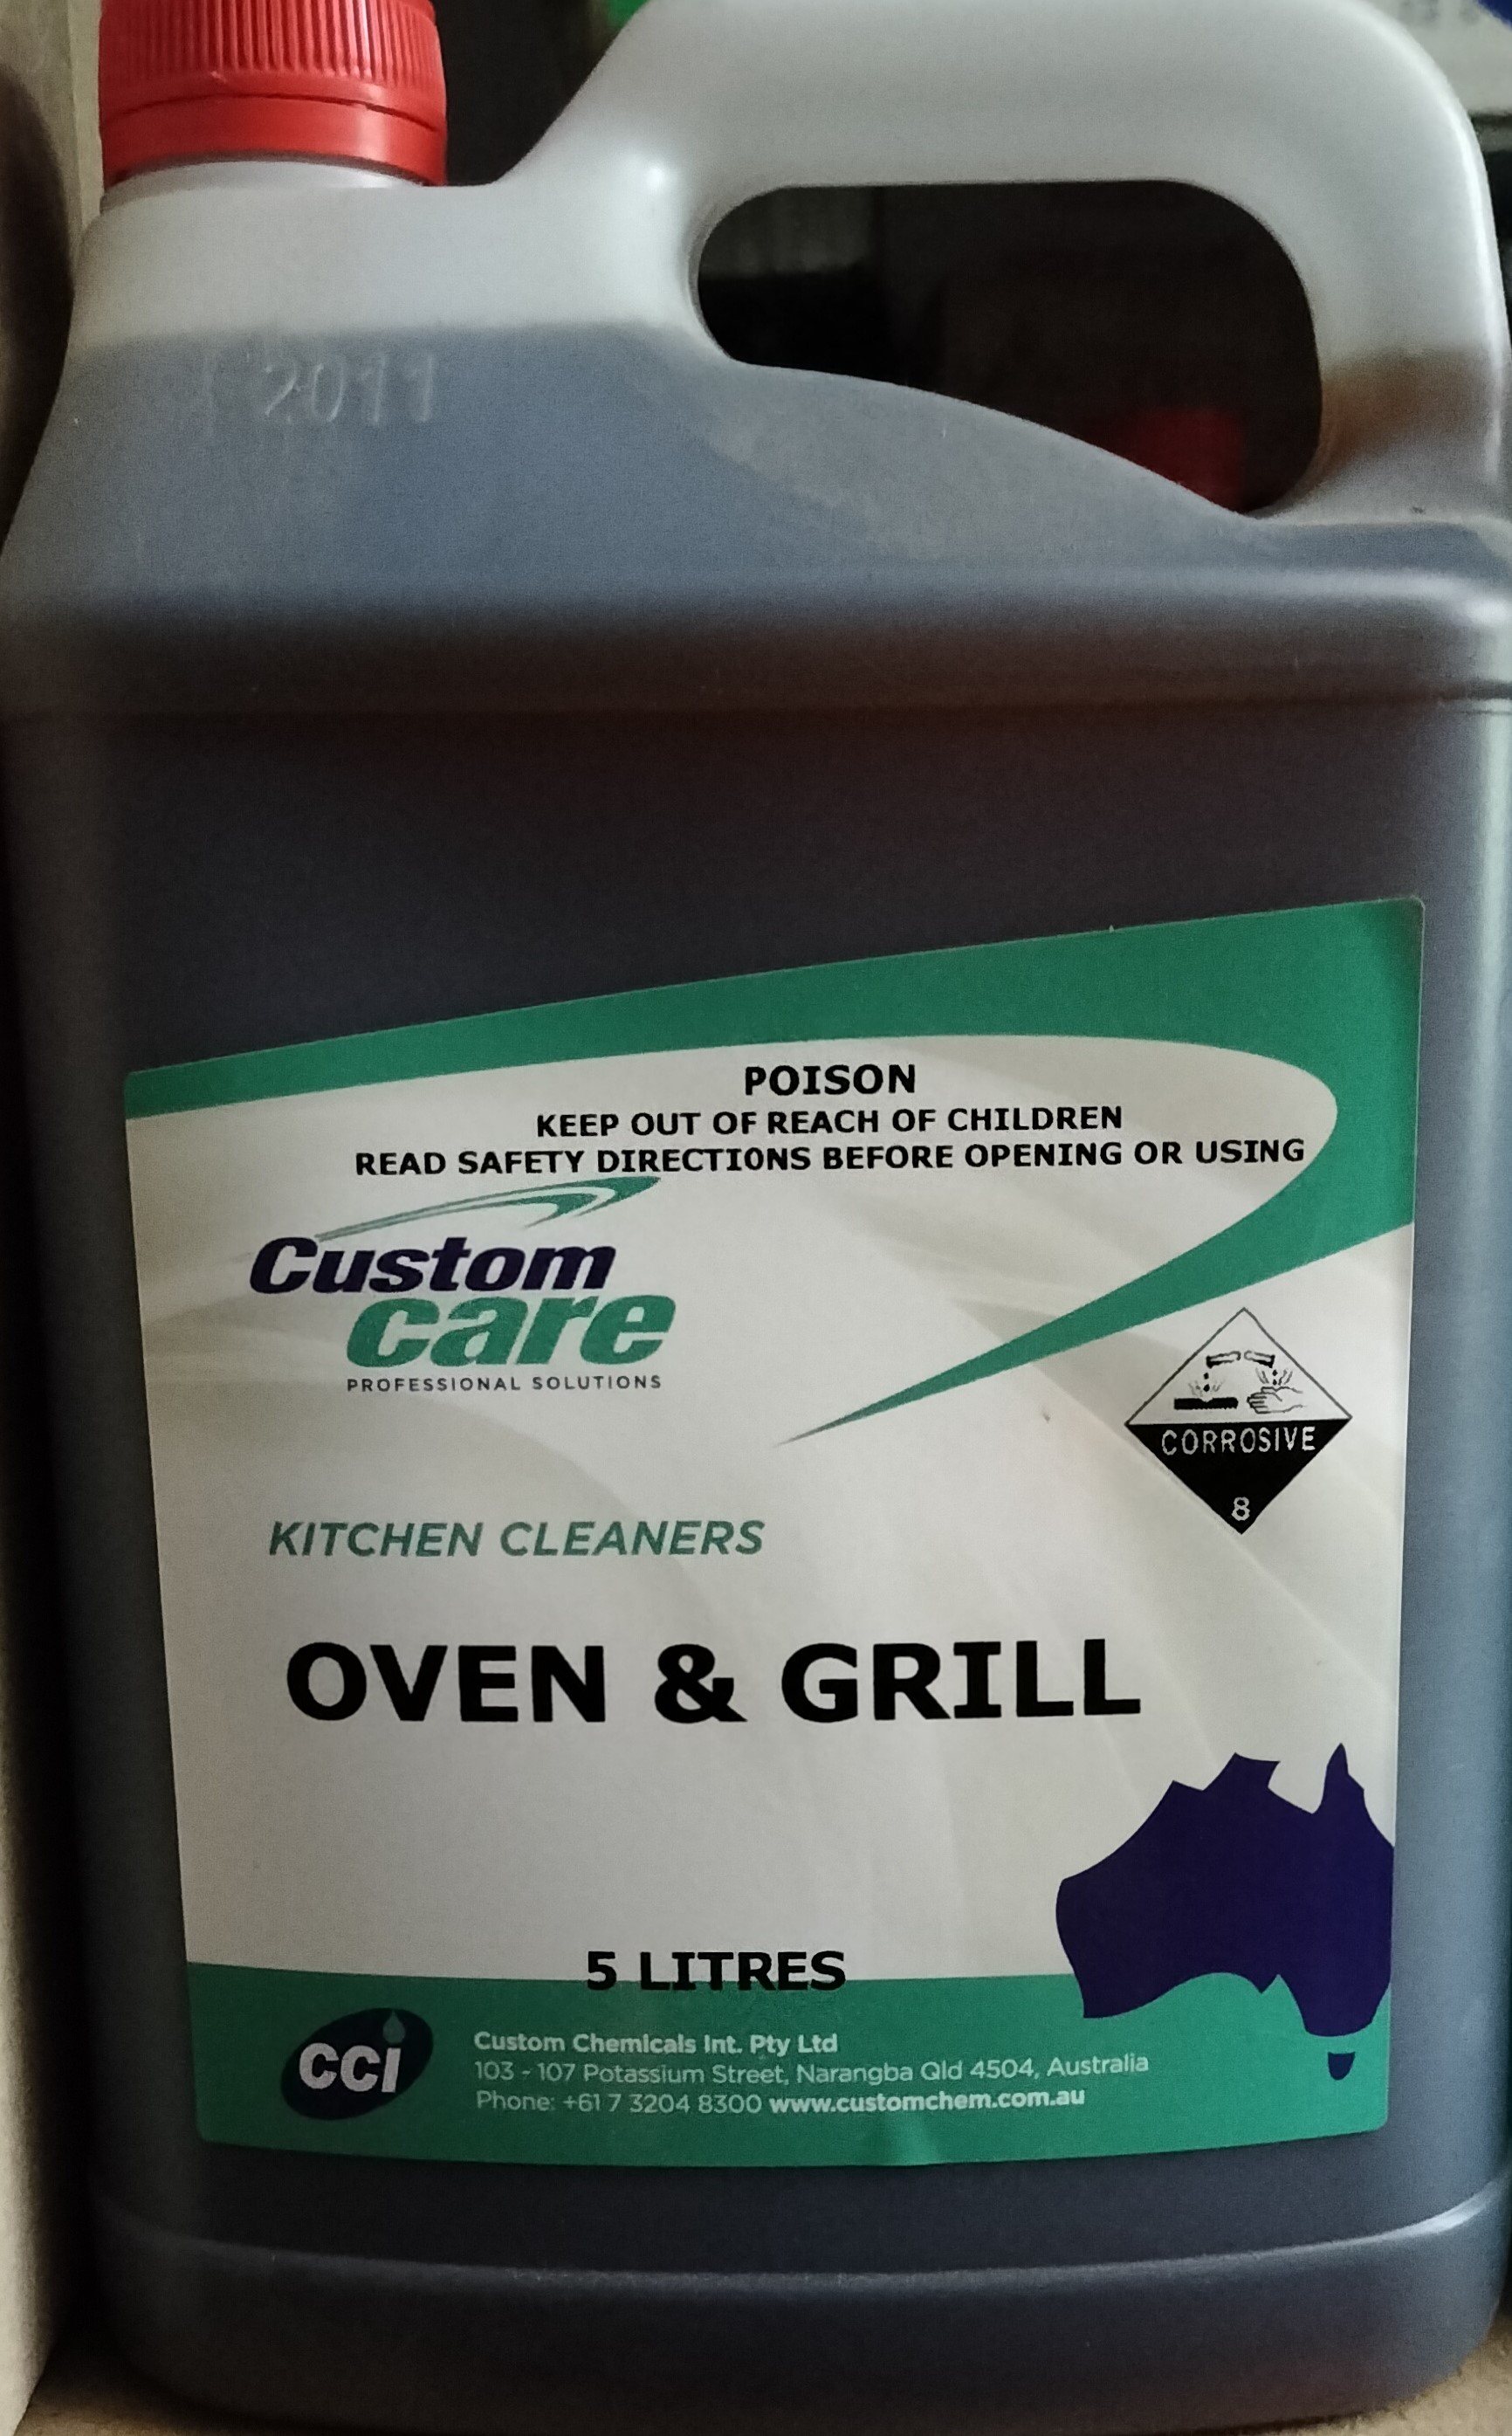 2011
POISON
KEEP OUT OF REACH OF CHILDREN
READ SAFETY DIRECTIONS BEFORE OPENING OR USING
Custom
care
PROFESSIONAL SOLUTIONS
CORROSIVE
8
KITCHEN CLEANERS
OVEN & GRILL
5 LITRES
CCI
Custom Chemicals Int. Pty Ltd
103 - 107 Potassium Street, Narangba Qld 4504, Australia
Phone: +61 7 3204 8300 www.customchem.com.au